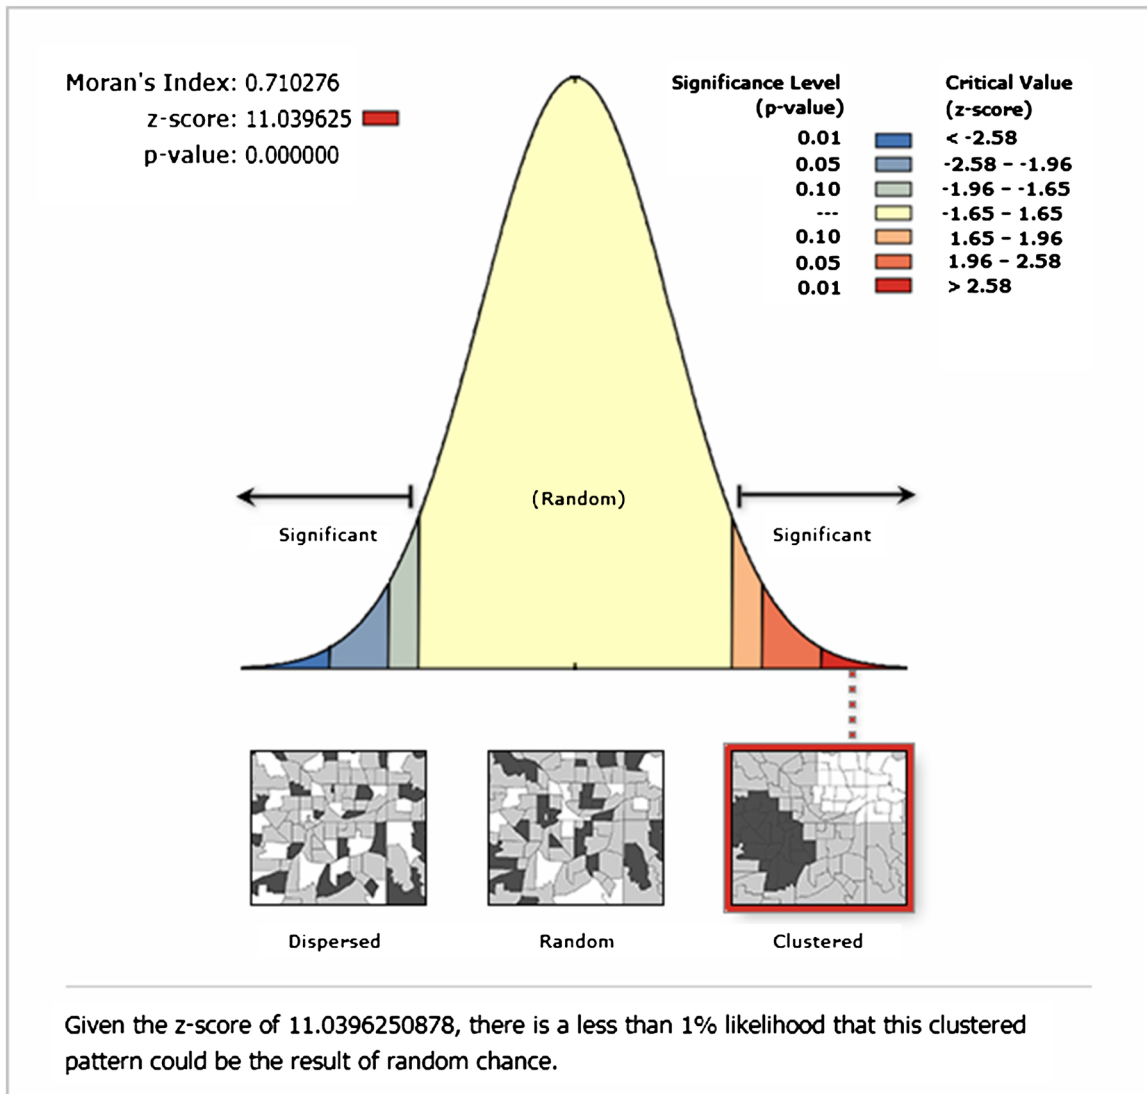 Moran's Index: 0.710276
z-score: 11.039625
p-value: 0.000000
Significance Level (p-value)
Critical Value (z-score)
0.01 < -2.58
0.05 -2.58 – -1.96
0.10 -1.96 – -1.65
--- -1.65 – 1.65
0.10 1.65 – 1.96
0.05 1.96 – 2.58
0.01 > 2.58
(Random)
Significant
Significant
Dispersed
Random
Clustered
Given the z-score of 11.0396250878, there is a less than 1% likelihood that this clustered
pattern could be the result of random chance.